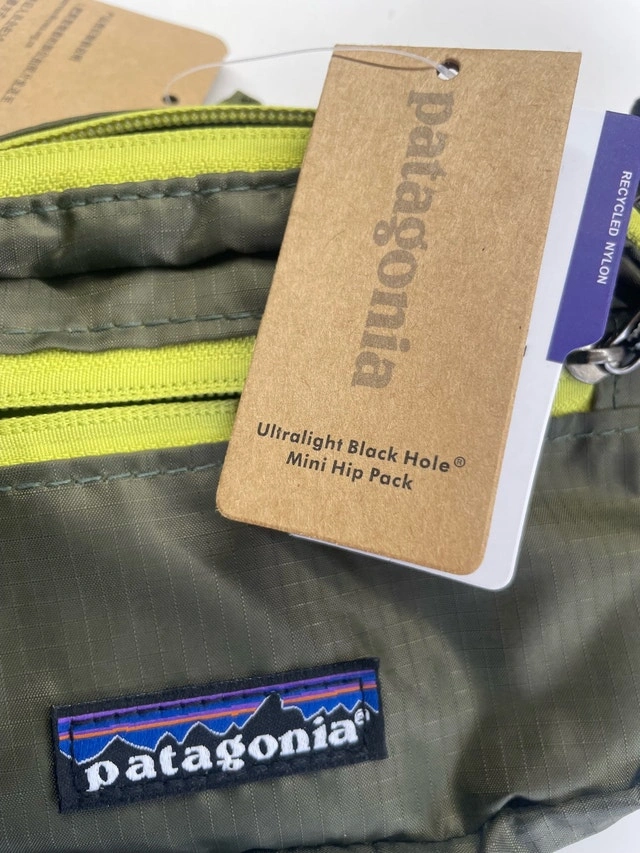 patagonia
Ultralight Black Hole®
Mini Hip Pack
RECYCLED NYLON
patagonia®